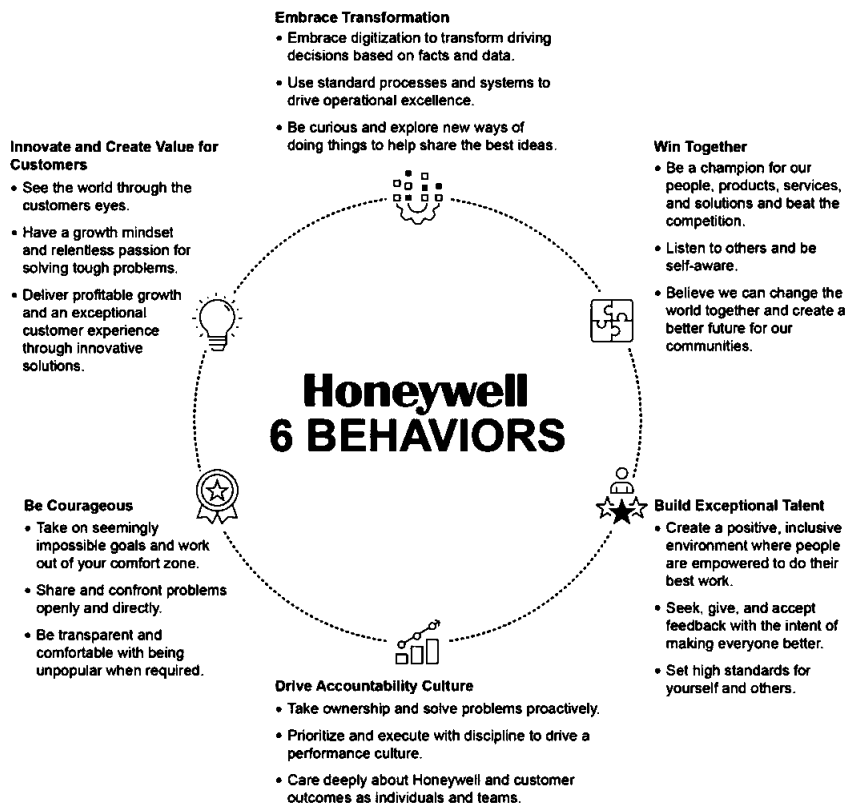 Embrace Transformation
• Embrace digitization to transform driving
decisions based on facts and data.
• Use standard processes and systems to
drive operational excellence.
• Be curious and explore new ways of
doing things to help share the best ideas.
Innovate and Create Value for
Customers
• See the world through the
customers eyes.
• Have a growth mindset
and relentless passion for
solving tough problems.
• Deliver profitable growth
and an exceptional
customer experience
through innovative
solutions.
Win Together
• Be a champion for our
people, products, services,
and solutions and beat the
competition.
• Listen to others and be
self-aware.
• Believe we can change the
world together and create a
better future for our
communities.
Honeywell
6 BEHAVIORS
Be Courageous
• Take on seemingly
impossible goals and work
out of your comfort zone.
• Share and confront problems
openly and directly.
• Be transparent and
comfortable with being
unpopular when required.
Build Exceptional Talent
• Create a positive, inclusive
environment where people
are empowered to do their
best work.
• Seek, give, and accept
feedback with the intent of
making everyone better.
• Set high standards for
yourself and others.
Drive Accountability Culture
• Take ownership and solve problems proactively.
• Prioritize and execute with discipline to drive a
performance culture.
• Care deeply about Honeywell and customer
outcomes as individuals and teams.